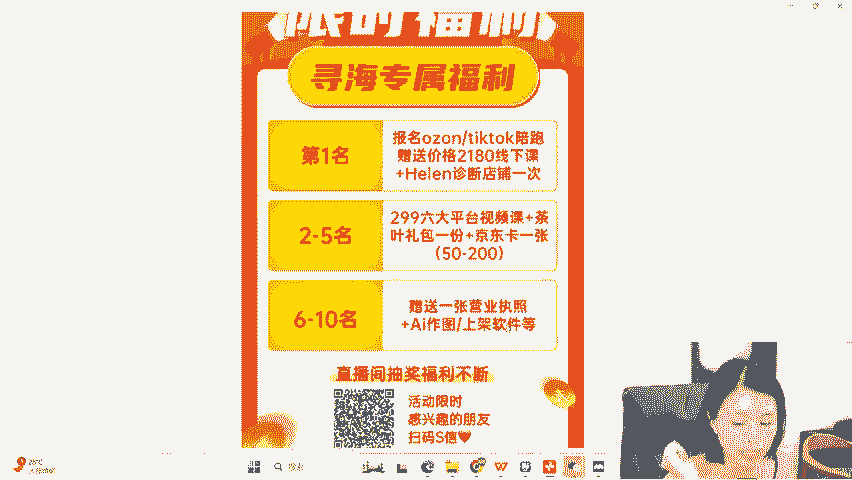 限时福利
寻海专属福利
第1名
报名ozon/tiktok陪跑
赠送价格2180线下课
+Helen诊断店铺一次
2-5名
299六大平台视频课+茶
叶礼包一份+京东卡一张
(50-200)
6-10名
赠送一张营业执照
+Ai作图/上架软件等
直播间抽奖福利不断
活动限时
感兴趣的朋友
扫码S信
搜索